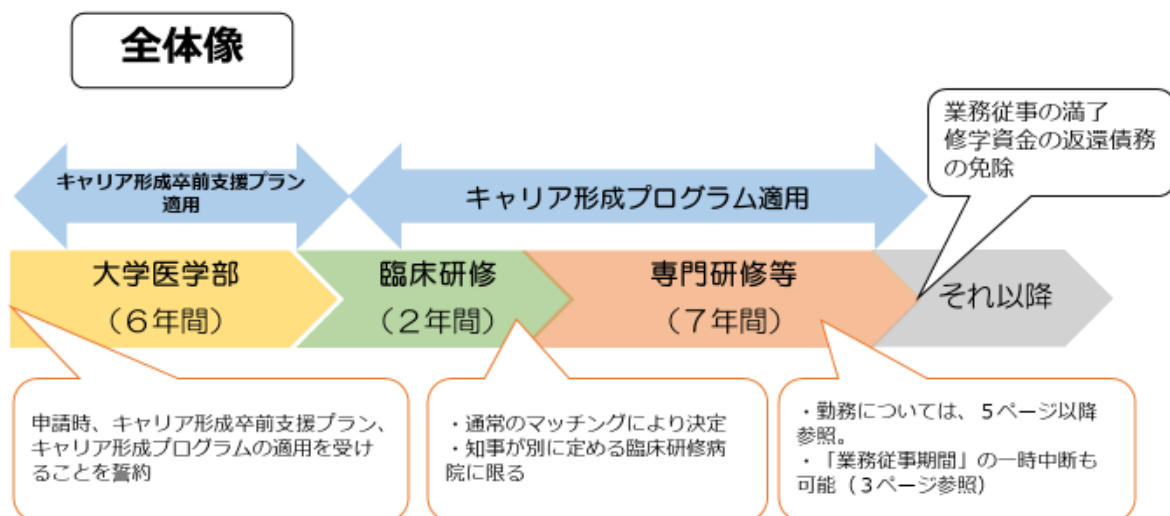 全体像
業務従事の満了
修学資金の返還債務
の免除
キャリア形成卒前支援プラン
適用
キャリア形成プログラム適用
大学医学部
（６年間）
臨床研修
（２年間）
専門研修等
（７年間）
それ以降
申請時、キャリア形成卒前支援プラン、
キャリア形成プログラムの適用を受け
ることを誓約
・通常のマッチングにより決定
・知事が別に定める臨床研修病
院に限る
・勤務については、５ページ以降
参照。
・「業務従事期間」の一時中断も
可能（３ページ参照）